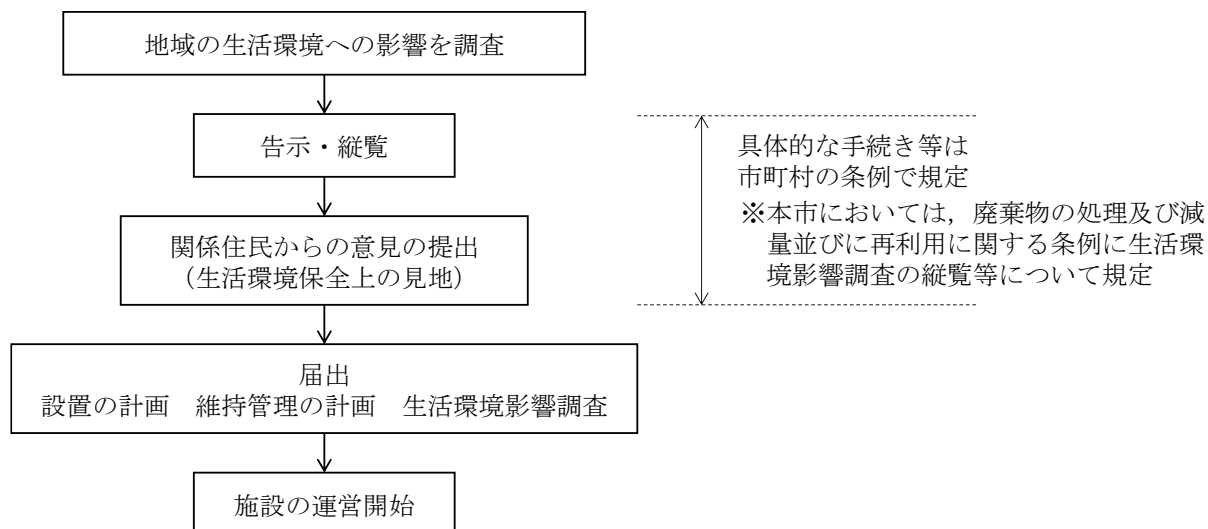 地域の生活環境への影響を調査
告示・縦覧
具体的な手続き等は
市町村の条例で規定
※本市においては，廃棄物の処理及び減
量並びに再利用に関する条例に生活環
境影響調査の縦覧等について規定
関係住民からの意見の提出
（生活環境保全上の見地）
届出
設置の計画　維持管理の計画　生活環境影響調査
施設の運営開始